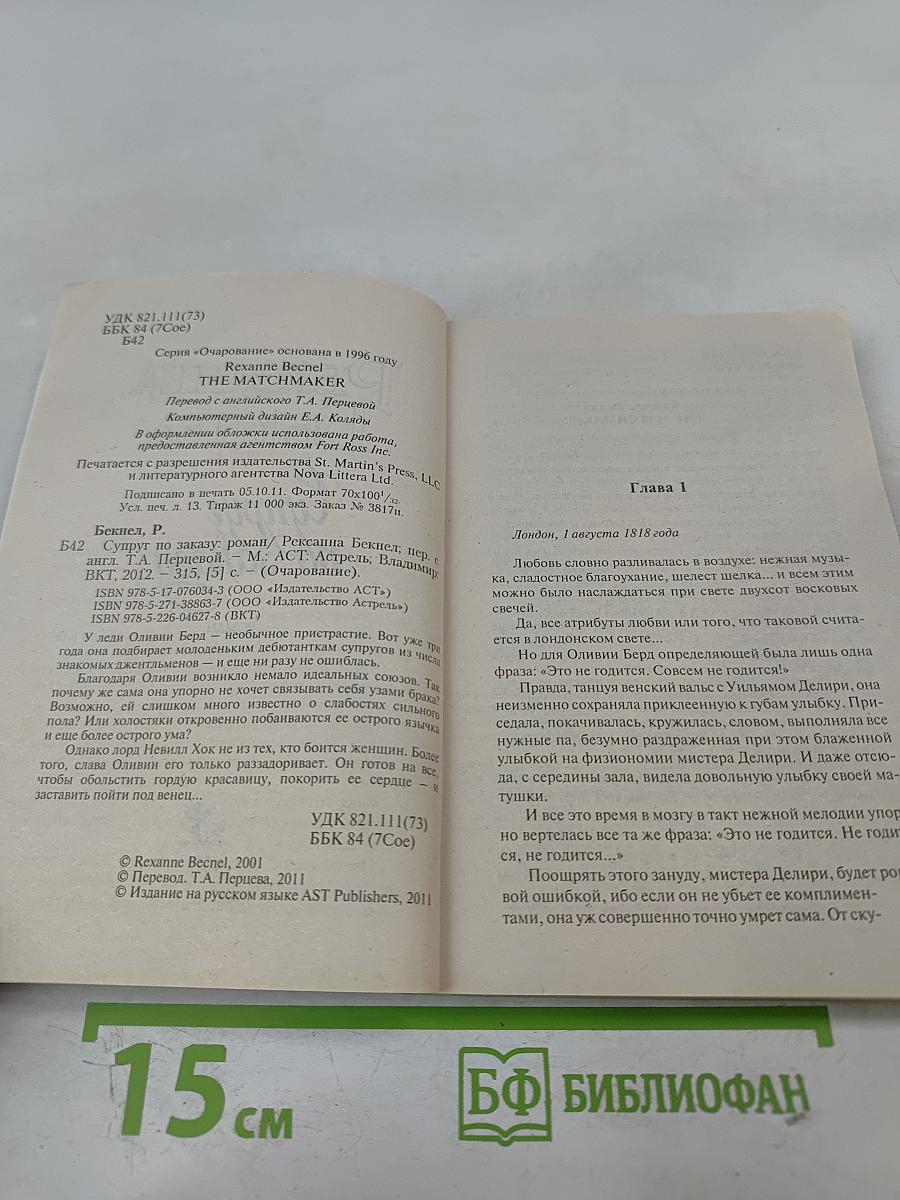 УДК 821.111(73)
ББК 84 (7Сое)
Б42
Серия «Очарование» основана в 1996 году
Rexanne Becnel
THE MATCHMAKER
Перевод с английского Т.А. Перцевой
Компьютерный дизайн Е.А. Коляды
В оформлении обложки использована работа,
предоставленная агентством Fort Ross Inc.
Печатается с разрешения издательства St. Martin's Press, LLC
и литературного агентства Nova Littera Ltd.
Подписано в печать 05.10.11. Формат 70х100 1/32.
Усл. печ. л. 13. Тираж 11 000 экз. Заказ № 3817и.
Бекнел, Р.
Б42 Супруг по заказу: роман/ Рексанна Бекнел; пер. с
англ. Т.А. Перцевой. – М.: АСТ: Астрель; Владимир:
ВКТ, 2012. – 315, [5] с. – (Очарование).
ISBN 978-5-17-076034-3 (ООО «Издательство АСТ»)
ISBN 978-5-271-38863-7 (ООО «Издательство Астрель»)
ISBN 978-5-226-04627-8 (ВКТ)
У леди Оливии Берд – необычное пристрастие. Вот уже три
года она подбирает молоденьким дебютанткам супругов из числа
знакомых джентльменов — и еще ни разу не ошиблась.
Благодаря Оливии возникло немало идеальных союзов. Так
почему же сама она упорно не хочет связывать себя узами брака?
Возможно, ей слишком много известно о слабостях сильного
пола? Или холостяки откровенно побаиваются ее острого язычка
и еще более острого ума?
Однако лорд Невилл Хок не из тех, кто боится женщин. Более
того, слава Оливии его только раззадоривает. Он готов на все,
чтобы обольстить гордую красавицу, покорить ее сердце – и
заставить пойти под венец...
УДК 821.111(73)
ББК 84 (7Сое)
© Rexanne Becnel, 2001
© Перевод. Т.А. Перцева, 2011
© Издание на русском языке AST Publishers, 2011
Глава 1
Лондон, 1 августа 1818 года
Любовь словно разливалась в воздухе: нежная музы-
ка, сладостное благоухание, шелест шелка... и всем этим
можно было наслаждаться при свете двухсот восковых
свечей.
Да, все атрибуты любви или того, что таковой счита-
ется в лондонском свете...
Но для Оливии Берд определяющей была лишь одна
фраза: «Это не годится. Совсем не годится!»
Правда, танцуя венский вальс с Уильямом Делири, она
неизменно сохраняла приклеенную к губам улыбку. При-
седала, покачивалась, кружилась, словом, выполняла все
нужные па, безумно раздраженная при этом блаженной
улыбкой на физиономии мистера Делири. И даже отсю-
да, с середины зала, видела довольную улыбку своей ма-
тушки.
И все это время в мозгу в такт нежной мелодии упор
но вертелась все та же фраза: «Это не годится. Не годит
ся, не годится...»
Поощрять этого зануду, мистера Делири, будет ро
вой ошибкой, ибо если он не убьет ее комплимен-
тами, она уж совершенно точно умрет сама. От ску-
15 см
БФ БИБЛИОФАН